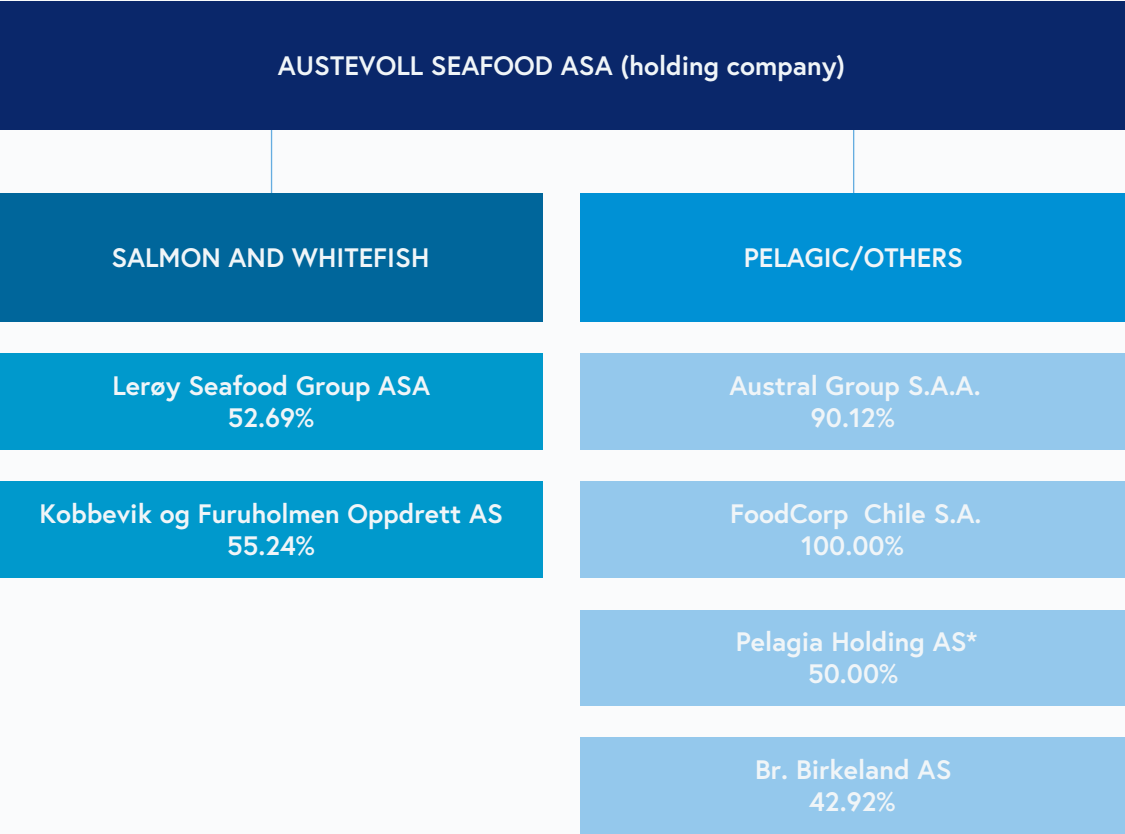 AUSTEVOLL SEAFOOD ASA (holding company)
SALMON AND WHITEFISH
Lerøy Seafood Group ASA
52.69%
Kobbevik og Furuholmen Oppdrett AS
55.24%
PELAGIC/OTHERS
Austral Group S.A.A.
90.12%
FoodCorp  Chile S.A.
100.00%
Pelagia Holding AS*
50.00%
Br. Birkeland AS
42.92%